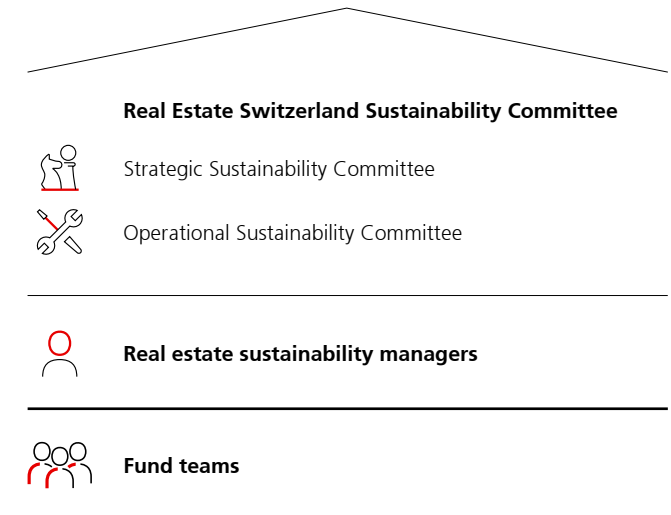 Real Estate Switzerland Sustainability Committee
Strategic Sustainability Committee
Operational Sustainability Committee
Real estate sustainability managers
Fund teams